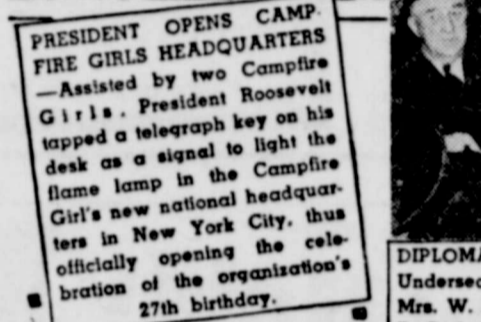 PRESIDENT OPENS CAMP-
FIRE GIRLS HEADQUARTERS
—Assisted by two Campfire
Girls, President Roosevelt
tapped a telegraph key on his
desk as a signal to light the
flame lamp in the Campfire
Girl's new national headquar-
ters in New York City, thus
officially opening the cele-
bration of the organization's
27th birthday.
DIPLOMA
Undersec
Mrs. W.